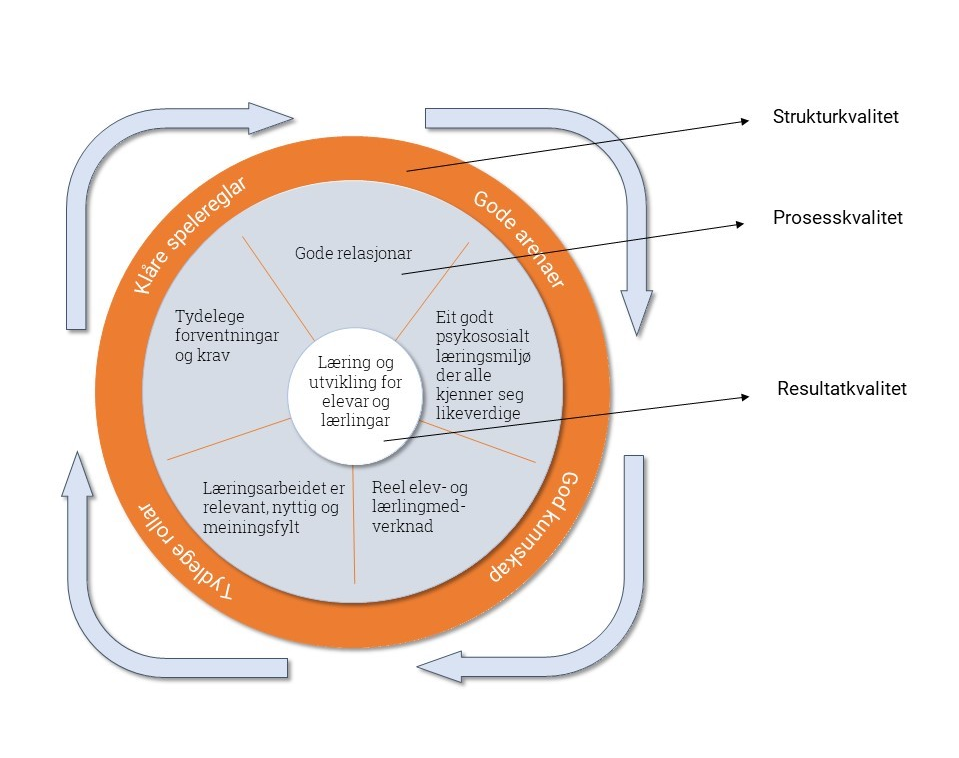 Strukturkvalitet
Prosesskvalitet
Resultatkvalitet
Klåre spelereglar
Gode arenaer
God kunnskap
Tydlege rollar
Gode relasjonar
Tydelege
forventningar
og krav
Eit godt
psykososialt
læringsmiljø
der alle
kjenner seg
likeverdige
Læring og
utvikling for
elevar og
lærlingar
Læringsarbeidet er
relevant, nyttig og
meiningsfylt
Reel elev- og
lærlingmed-
verknad